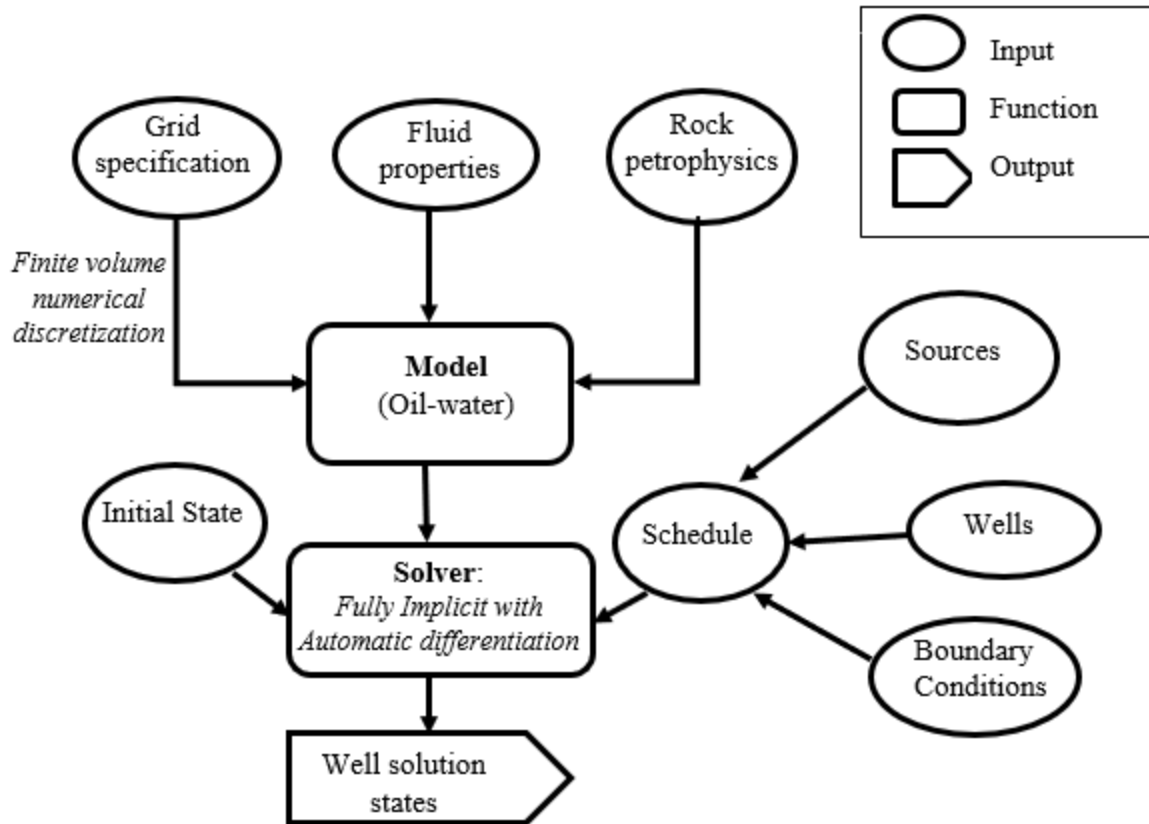 Input
Function
Output
Grid
specification
Fluid
properties
Rock
petrophysics
Finite volume
numerical
discretization
Model
(Oil-water)
Sources
Initial State
Schedule
Wells
Solver:
Fully Implicit with
Automatic differentiation
Boundary
Conditions
Well solution
states